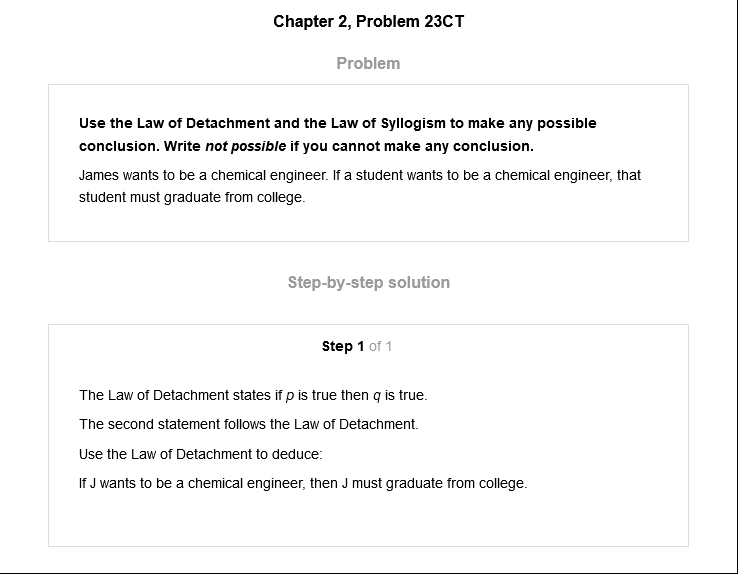 Chapter 2, Problem 23CT
Problem
Use the Law of Detachment and the Law of Syllogism to make any possible
conclusion. Write not possible if you cannot make any conclusion.
James wants to be a chemical engineer. If a student wants to be a chemical engineer, that
student must graduate from college.
Step-by-step solution
Step 1 of 1
The Law of Detachment states if p is true then q is true.
The second statement follows the Law of Detachment.
Use the Law of Detachment to deduce:
If J wants to be a chemical engineer, then J must graduate from college.